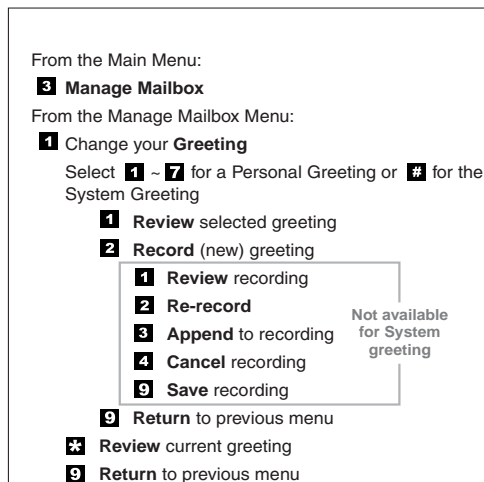 From the Main Menu:
3 Manage Mailbox
From the Manage Mailbox Menu:
1 Change your Greeting
Select 1 ~ 7 for a Personal Greeting or # for the
System Greeting
1 Review selected greeting
2 Record (new) greeting
1 Review recording
2 Re-record
3 Append to recording
4 Cancel recording
9 Save recording
Not available
for System
greeting
9 Return to previous menu
* Review current greeting
9 Return to previous menu